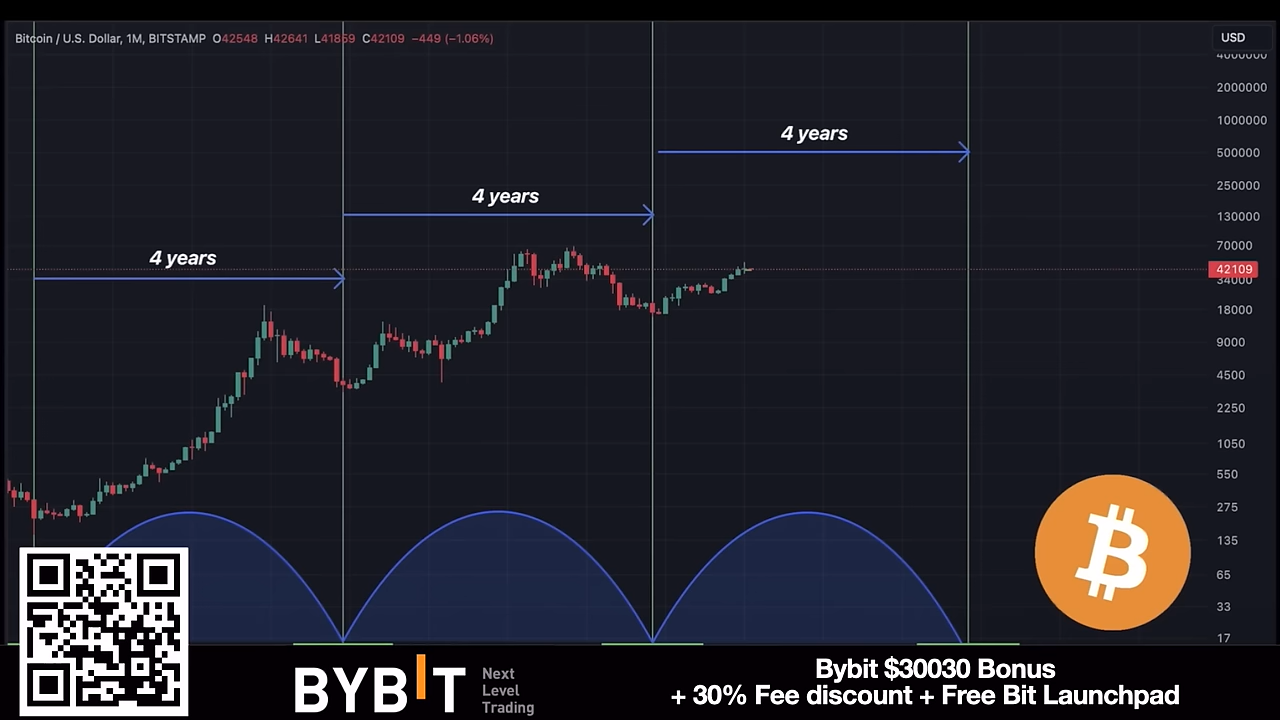 Bitcoin / U.S. Dollar, 1M, BITSTAMP O42548 H42641 L41859 C42109 −449 (−1.06%)
USD
4000000
2000000
1000000
4 years
500000
250000
4 years
130000
70000
4 years
42109
34000
18000
9000
4500
2250
1050
550
275
135
65
33
17
BYBIT
Next
Level
Trading
Bybit $30030 Bonus
+ 30% Fee discount + Free Bit Launchpad